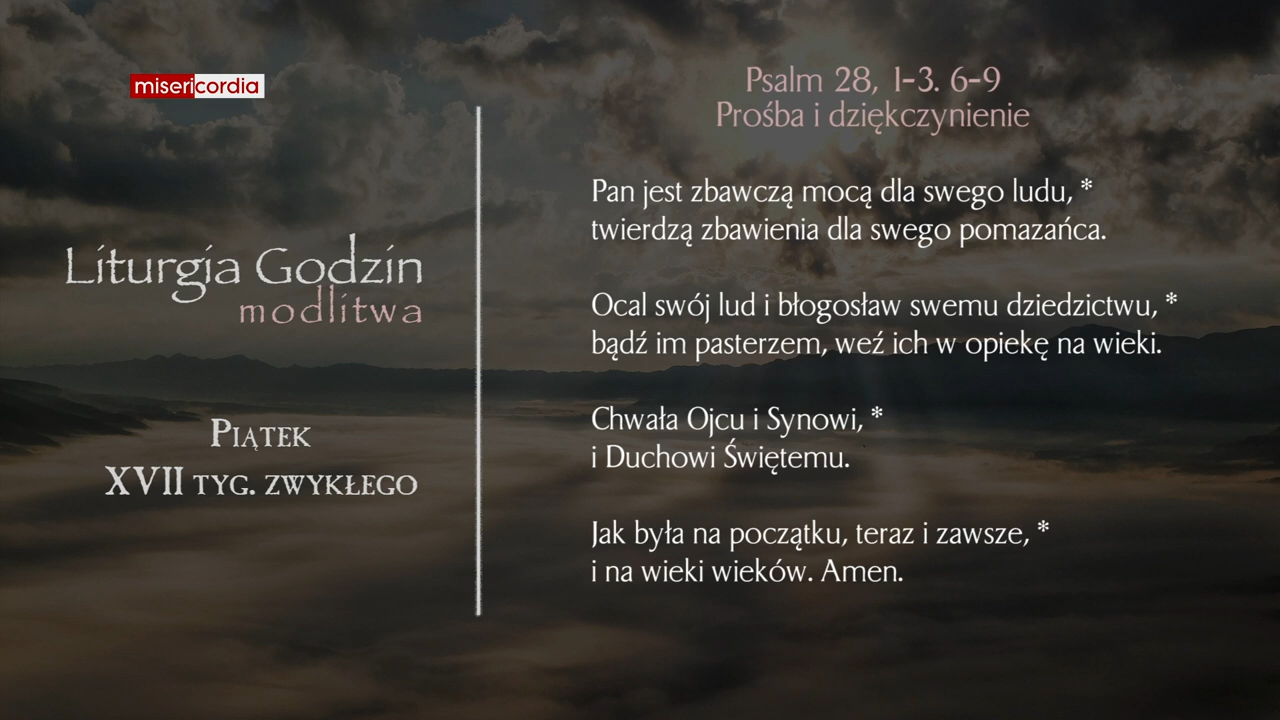 misericordia
Liturgia Godzin
modlitwa
Piątek
XVII tyg. zwykłego
Psalm 28, 1-3. 6-9
Prośba i dziękczynienie
Pan jest zbawczą mocą dla swego ludu, *
twierdzą zbawienia dla swego pomazańca.
Ocal swój lud i błogosław swemu dziedzictwu, *
bądź im pasterzem, weź ich w opiekę na wieki.
Chwała Ojcu i Synowi, *
i Duchowi Świętemu.
Jak była na początku, teraz i zawsze, *
i na wieki wieków. Amen.